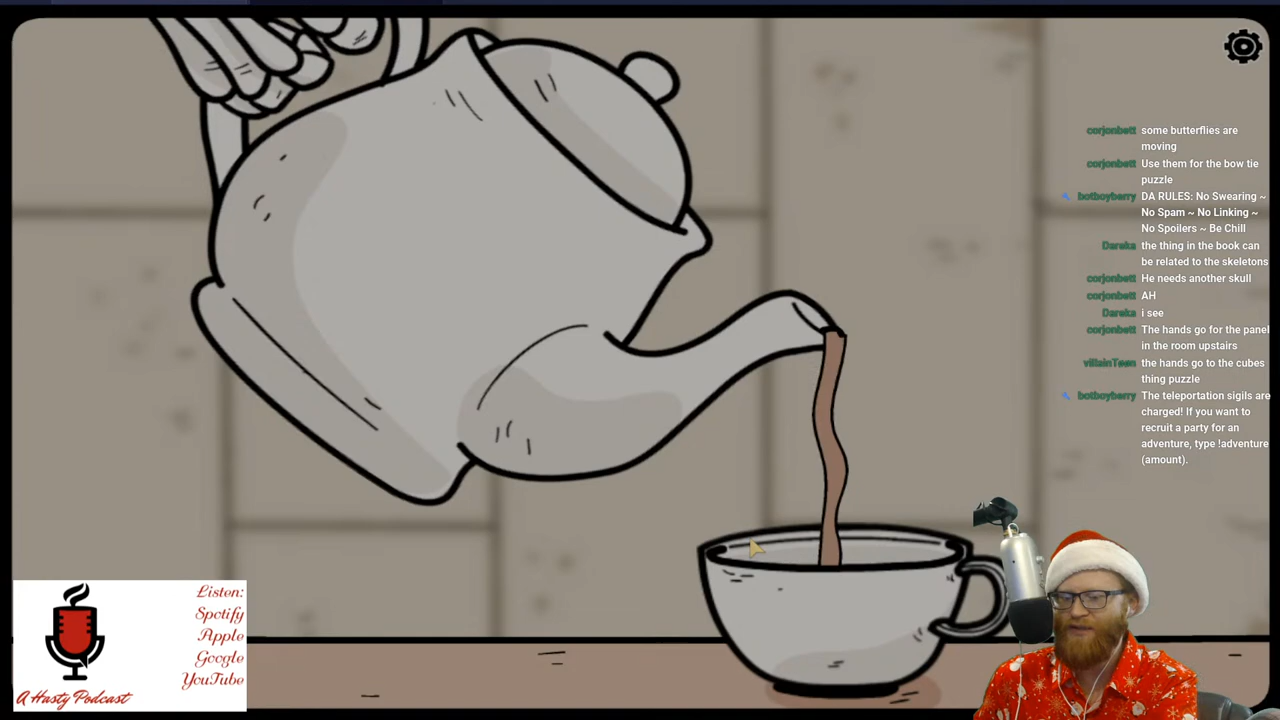 corjonbett some butterflies are
moving
corjonbett Use them for the bow tie
puzzle
botboyberry DA RULES: No Swearing ~
No Spam ~ No Linking ~
No Spoilers ~ Be Chill
Dareka the thing in the book can
be related to the skeletons
corjonbett He needs another skull
corjonbett AH
Dareka i see
corjonbett The hands go for the panel
in the room upstairs
villainTeen the hands go to the cubes
thing puzzle
botboyberry The teleportation sigils are
charged! If you want to
recruit a party for an
adventure, type !adventure
(amount).
Listen:
Spotify
Apple
Google
YouTube
A Hasty Podcast